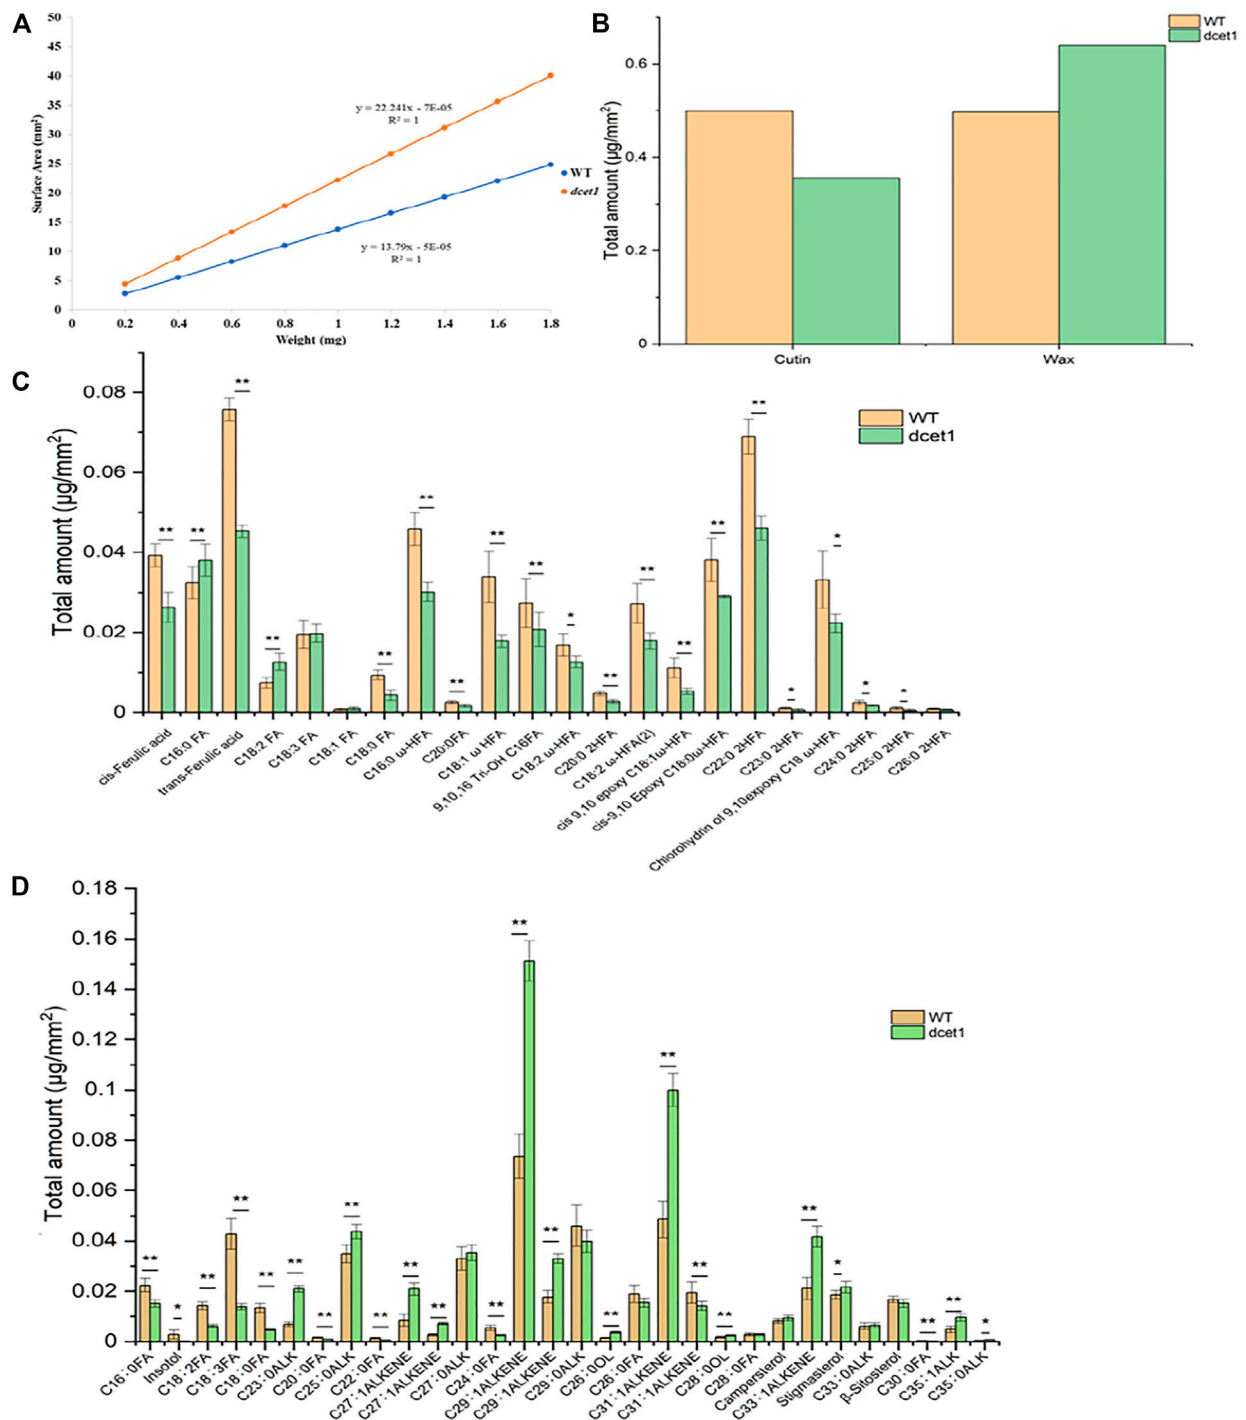 A
50
45
40
35
30
25
20
15
10
5
0
Surface Area (mm²)
y = 22.241x - 7E-05
R² = 1
y = 13.79x - 5E-05
R² = 1
WT
dcet1
0 0.2 0.4 0.6 0.8 1 1.2 1.4 1.6 1.8
Weight (mg)
B
WT
dcet1
0.6
0.4
0.2
0
Total amount (µg/mm²)
Cutin Wax
C
0.08
0.06
0.04
0.02
0
Total amount (µg/mm²)
WT
dcet1
** ** ** ** ** ** ** ** ** * ** ** ** ** ** * * * *
cis-Ferulic acid
C16:0 FA
trans-Ferulic acid
C18:2 FA
C18:3 FA
C18:1 FA
C18:0 FA
C16:0 ω-HFA
C20:0FA
C18:1 ω HFA
9,10,16 Tri-OH C16FA
C18:2 ω-HFA
C20:0 2HFA
C18:2 ω-HFA(2)
cis 9,10 epoxy C18:1ω-HFA
cis-9,10 Epoxy C18:0ω-HFA
C22:0 2HFA
C23:0 2HFA
Chlorohydrin of 9,10expoxy C18 ω-HFA
C24:0 2HFA
C25:0 2HFA
C26:0 2HFA
D
0.18
0.16
0.14
0.12
0.1
0.08
0.06
0.04
0.02
0
Total amount (µg/mm²)
WT
dcet1
** * ** ** ** ** ** ** ** ** ** ** ** ** ** ** ** ** ** * ** ** *
C16:0FA
Insotol
C18:2FA
C18:3FA
C18:0FA
C23:0ALK
C20:0FA
C25:0ALK
C22:0FA
C27:1ALKENE
C27:1ALKENE
C27:0ALK
C24:0FA
C29:1ALKENE
C29:1ALKENE
C29:0ALK
C26:0OL
C26:0FA
C31:1ALKENE
C31:1ALKENE
C28:0OL
C28:0FA
Campersterol
C33:1ALKENE
Stigmasterol
C33:0ALK
β-Sitosterol
C30:0FA
C35:1ALK
C35:0ALK